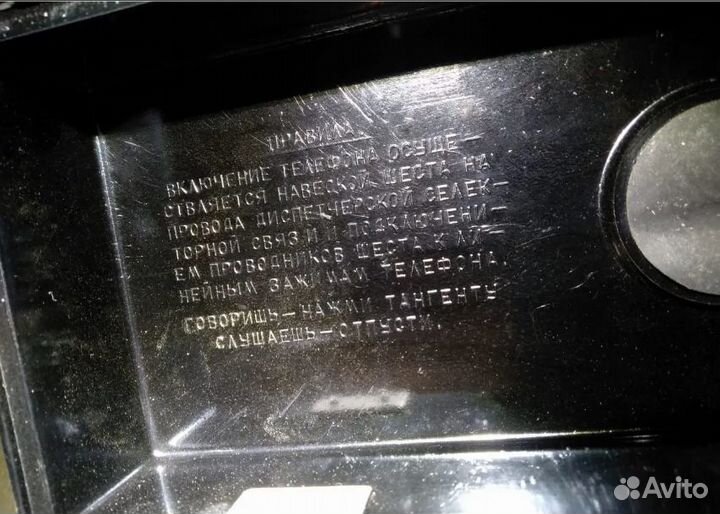 ПРАВИЛА
ВКЛЮЧЕНИЕ ТЕЛЕФОНА ОСУЩЕ-
СТВЛЯЕТСЯ НАВЕСКОЙ ШЕСТА НА
ПРОВОДА ДИСПЕТЧЕРСКОЙ СЕЛЕК-
ТОРНОЙ СВЯЗИ И ПОДКЛЮЧЕНИ-
ЕМ ПРОВОДНИКОВ ШЕСТА К ЛИ-
НЕЙНЫМ ЗАЖИМАМ ТЕЛЕФОНА.
ГОВОРИШЬ-НАЖМИ ТАНГЕНТУ
СЛУШАЕШЬ-ОТПУСТИ.
Avito